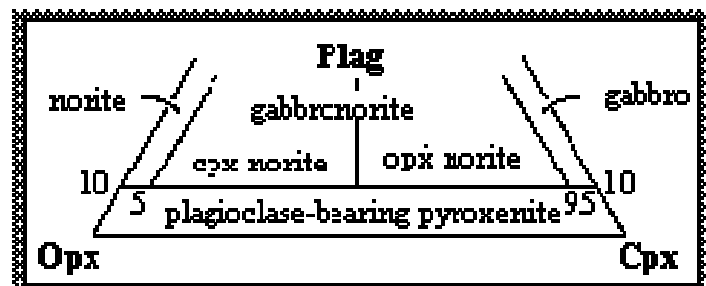 Plag
norite
gabbro
gabbrcnorite
cpx norite
opx norite
10
10
5
plagioclase-bearing pyroxenite
95
Opx
Cpx